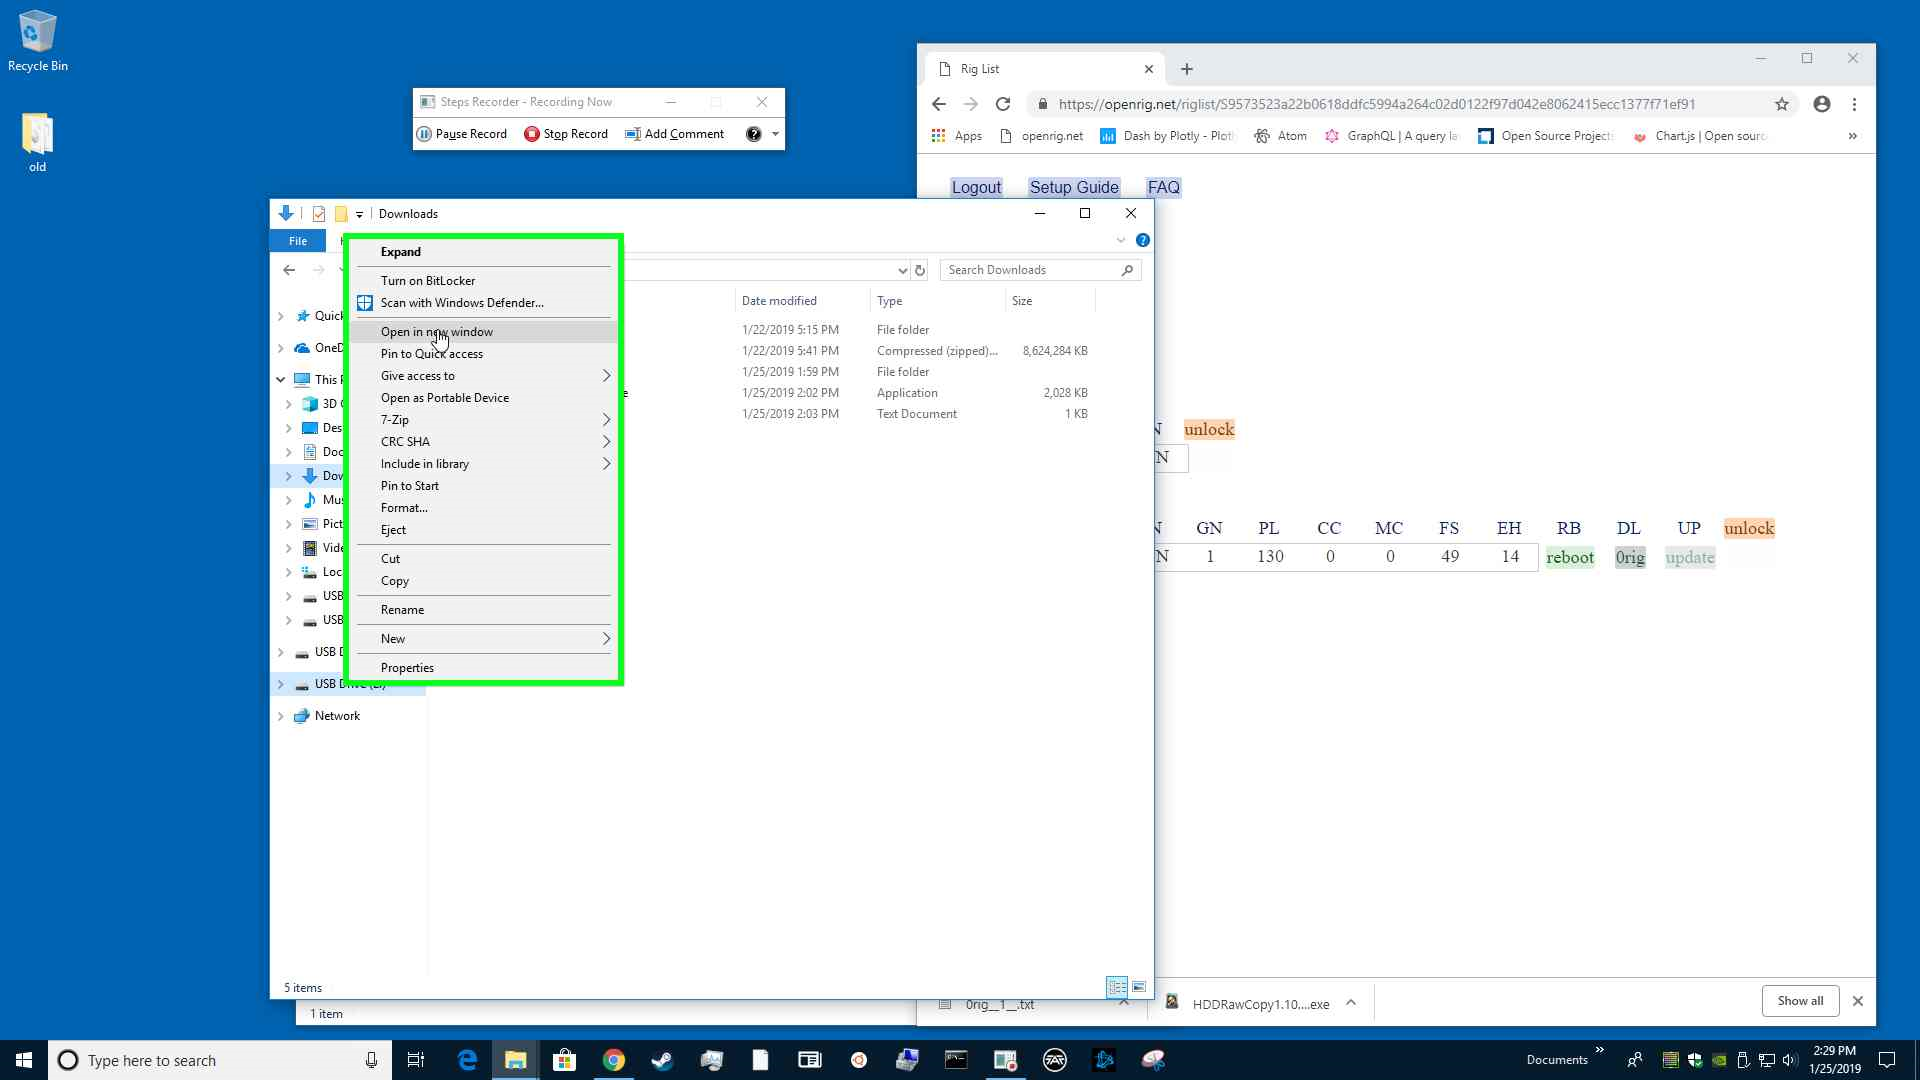 Recycle Bin
old
Steps Recorder - Recording Now
Pause Record
Stop Record
Add Comment
Rig List
https://openrig.net/riglist/S9573523a22b0618ddfc5994a264c02d0122f97d042e8062415ecc1377f71ef91
Apps
openrig.net
Dash by Plotly - Plotl
Atom
GraphQL | A query la
Open Source Projects
Chart.js | Open sourc
Logout
Setup Guide
FAQ
Downloads
File
Search Downloads
Date modified
Type
Size
1/22/2019 5:15 PM File folder
1/22/2019 5:41 PM Compressed (zipped)... 8,624,284 KB
1/25/2019 1:59 PM File folder
1/25/2019 2:02 PM Application 2,028 KB
1/25/2019 2:03 PM Text Document 1 KB
Quick
OneD
This P
3D O
Des
Doc
Dow
Mus
Pict
Vide
Loc
USB
USB
USB D
USB Drive
Network
Expand
Turn on BitLocker
Scan with Windows Defender...
Open in new window
Pin to Quick access
Give access to
Open as Portable Device
7-Zip
CRC SHA
Include in library
Pin to Start
Format...
Eject
Cut
Copy
Rename
New
Properties
N unlock
N
N GN PL CC MC FS EH RB DL UP unlock
N 1 130 0 0 49 14 reboot 0rig update
5 items
1 item
0rig__1__.txt
HDDRawCopy1.10....exe
Show all
Type here to search
Documents
2:29 PM
1/25/2019